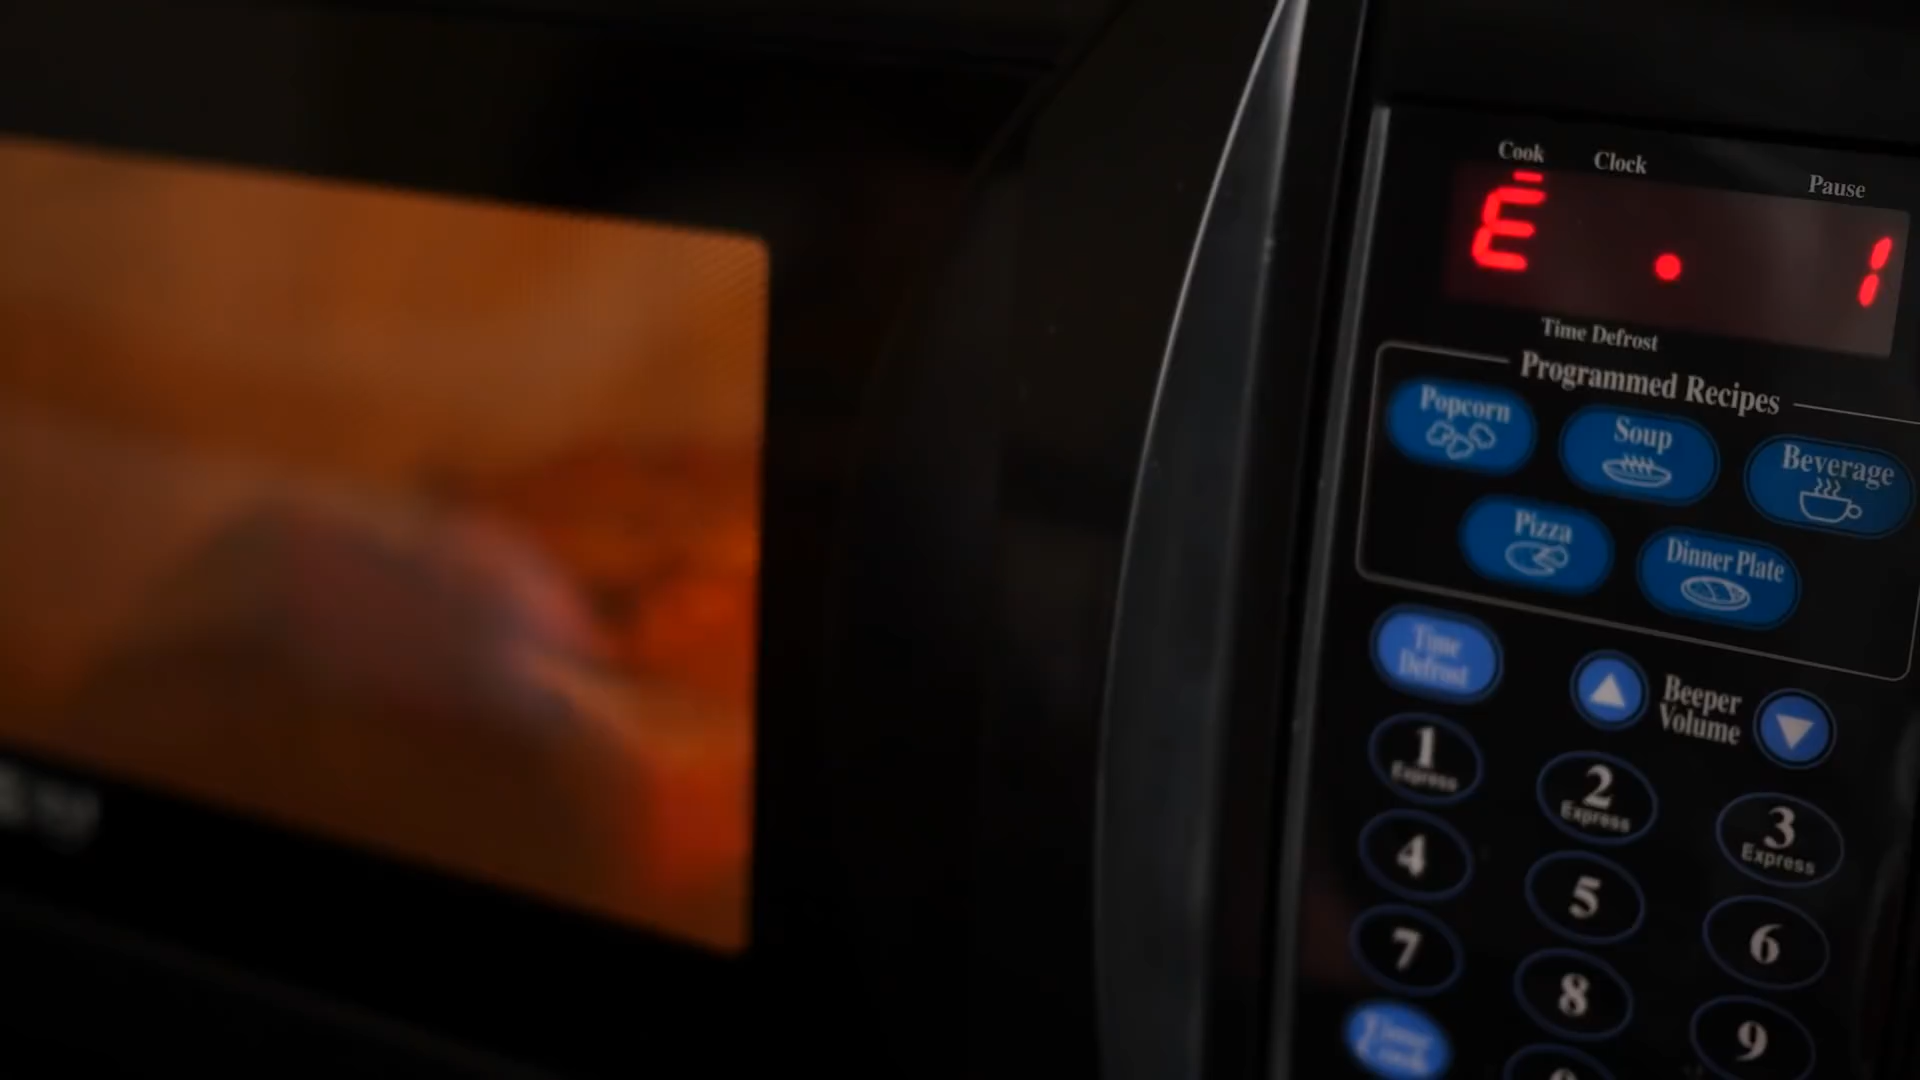 Cook Clock Pause
E . 1
Time Defrost
Programmed Recipes
Popcorn Soup Beverage
Pizza Dinner Plate
Time
Defrost
Beeper
Volume
1 2 3
Express Express Express
4 5 6
7 8 9
Cook